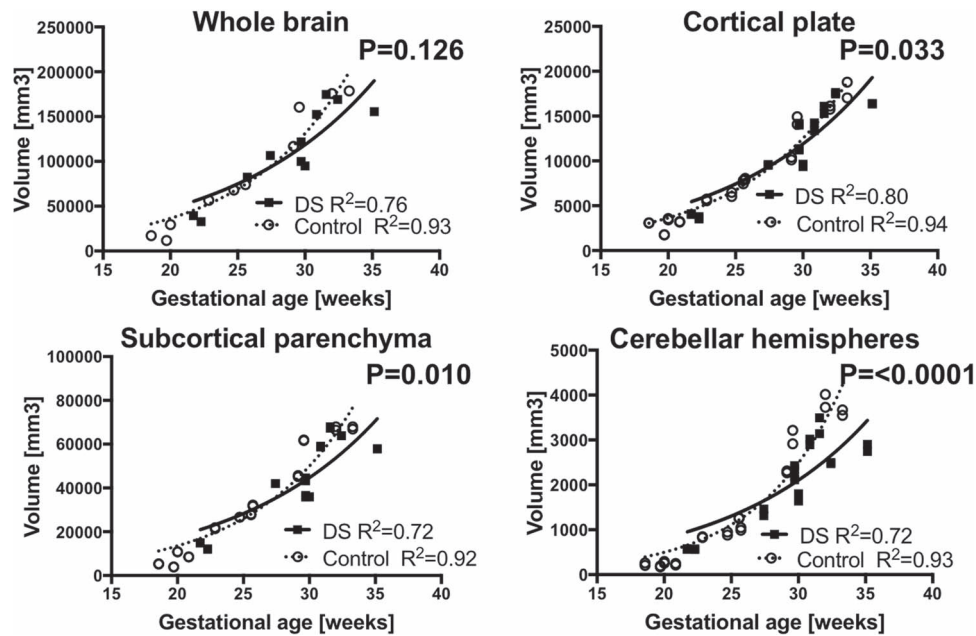 Whole brain
P=0.126
250000
200000
150000
100000
50000
0
Volume [mm3]
DS R²=0.76
Control R²=0.93
15 20 25 30 35 40
Gestational age [weeks]
Cortical plate
P=0.033
25000
20000
15000
10000
5000
0
Volume [mm3]
DS R²=0.80
Control R²=0.94
15 20 25 30 35 40
Gestational age [weeks]
Subcortical parenchyma
P=0.010
100000
80000
60000
40000
20000
0
Volume [mm3]
DS R²=0.72
Control R²=0.92
15 20 25 30 35 40
Gestational age [weeks]
Cerebellar hemispheres
P=<0.0001
5000
4000
3000
2000
1000
0
Volume [mm3]
DS R²=0.72
Control R²=0.93
15 20 25 30 35 40
Gestational age [weeks]